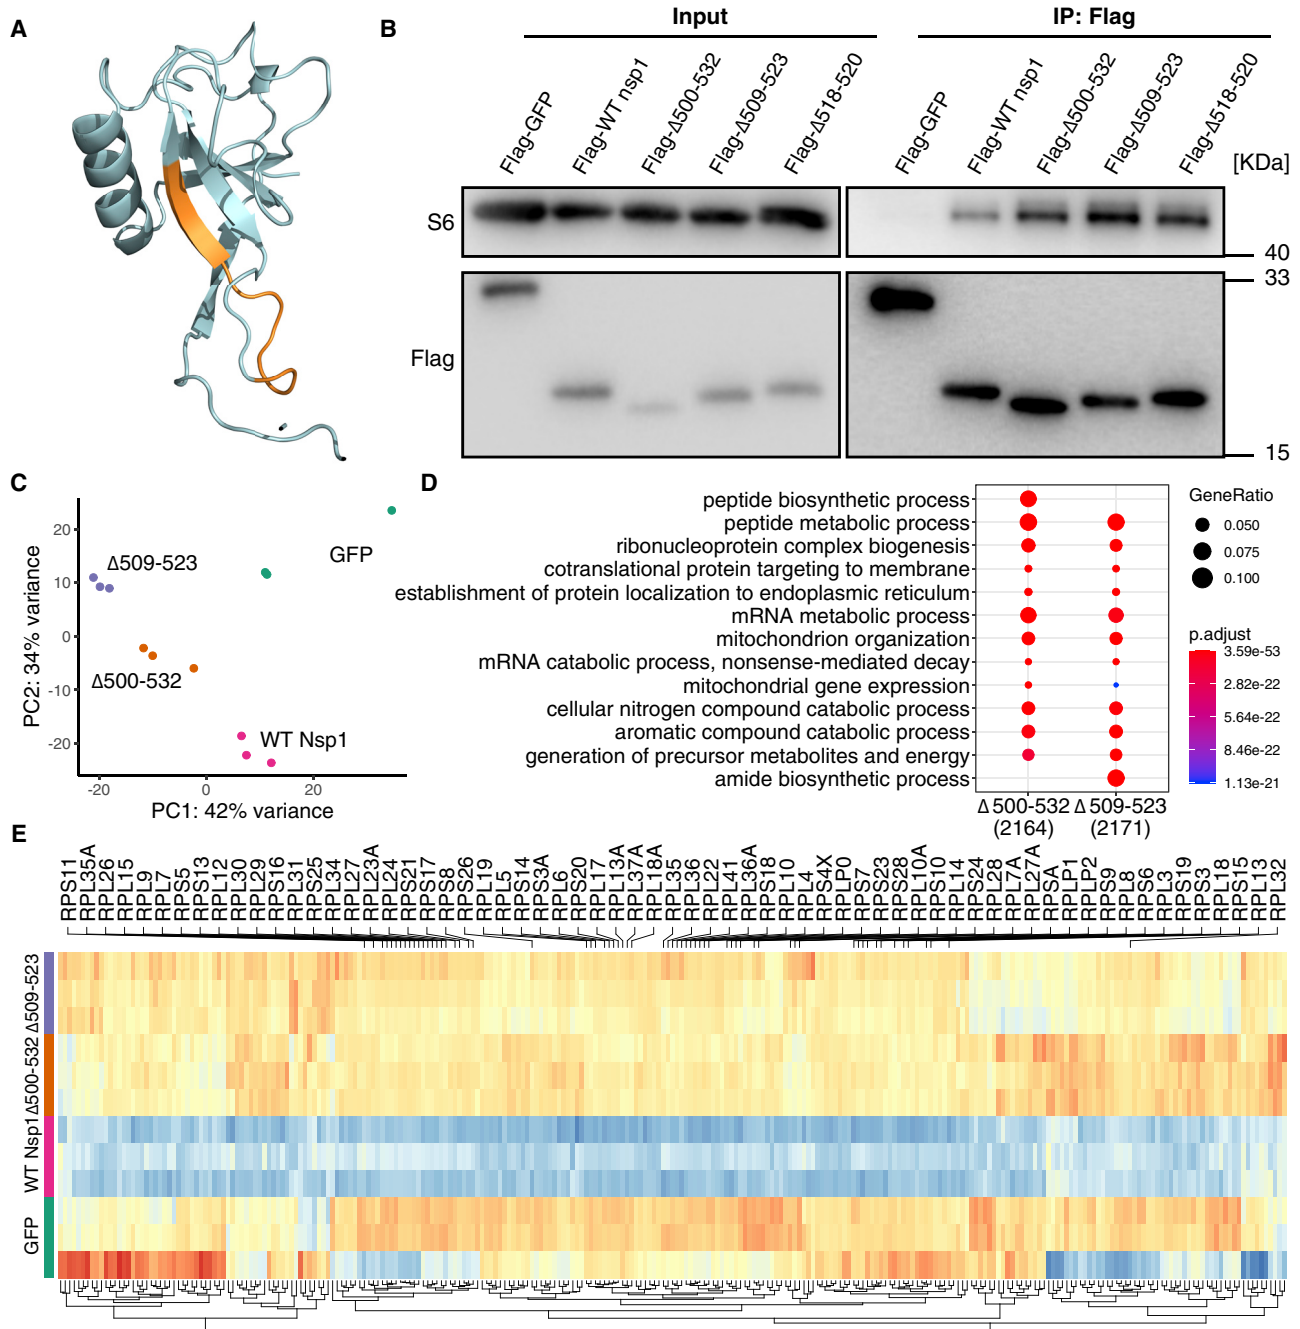 A
B
Input
IP: Flag
Flag-GFP
Flag-WT nsp1
Flag-Δ500-532
Flag-Δ509-523
Flag-Δ518-520
Flag-GFP
Flag-WT nsp1
Flag-Δ500-532
Flag-Δ509-523
Flag-Δ518-520
[KDa]
S6
40
33
Flag
15
C
20
10
0
-10
-20
PC2: 34% variance
Δ509-523
GFP
Δ500-532
WT Nsp1
-20
0
20
PC1: 42% variance
D
peptide biosynthetic process
peptide metabolic process
ribonucleoprotein complex biogenesis
cotranslational protein targeting to membrane
establishment of protein localization to endoplasmic reticulum
mRNA metabolic process
mitochondrion organization
mRNA catabolic process, nonsense-mediated decay
mitochondrial gene expression
cellular nitrogen compound catabolic process
aromatic compound catabolic process
generation of precursor metabolites and energy
amide biosynthetic process
Δ500-532
(2164)
Δ509-523
(2171)
GeneRatio
0.050
0.075
0.100
p.adjust
3.59e-53
2.82e-22
5.64e-22
8.46e-22
1.13e-21
E
RPS11
RPL35A
RPL26
RPL15
RPL9
RPL7
RPS5
RPS13
RPL12
RPL30
RPL29
RPS16
RPL31
RPS25
RPL34
RPL27
RPL23A
RPL24
RPS21
RPS17
RPS8
RPS26
RPL19
RPL5
RPS14
RPS3A
RPL6
RPS20
RPL17
RPL13A
RPL37A
RPL18A
RPL35
RPL36
RPL22
RPL41
RPL36A
RPS18
RPL10
RPL4
RPS4X
RPLP0
RPS7
RPS23
RPS28
RPL10A
RPS10
RPL14
RPS24
RPL28
RPL7A
RPL27A
RPSA
RPLP1
RPLP2
RPS9
RPL8
RPS6
RPL3
RPS19
RPS3
RPL18
RPS15
RPL13
RPL32
Δ509-523
Δ500-532
WT Nsp1
GFP